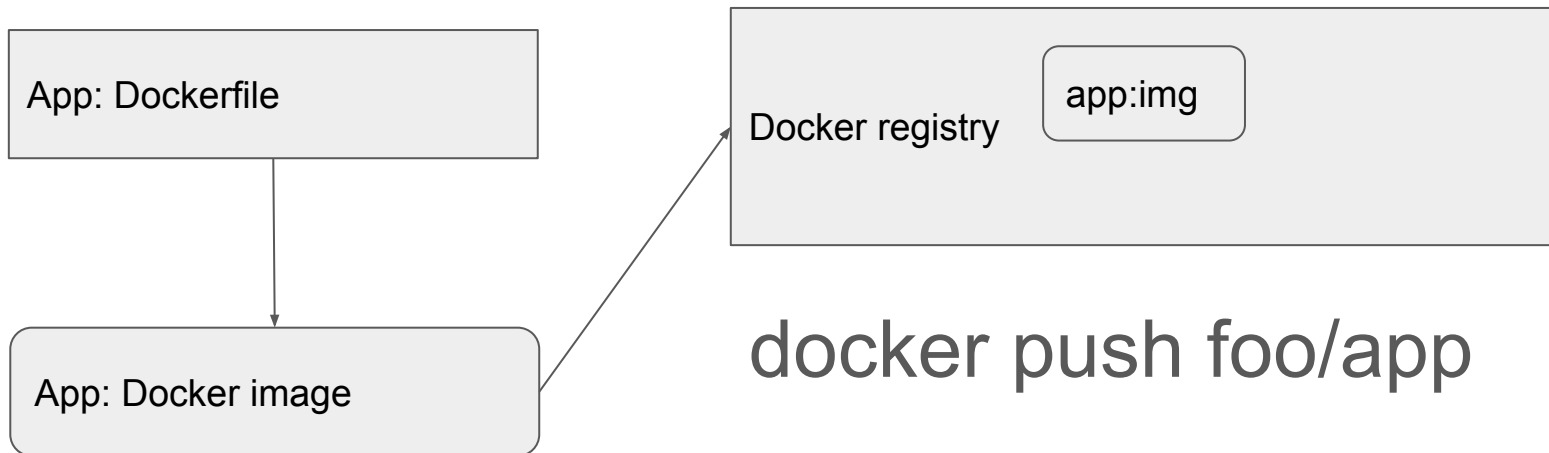 App: Dockerfile
App: Docker image
Docker registry
app:img
docker push foo/app